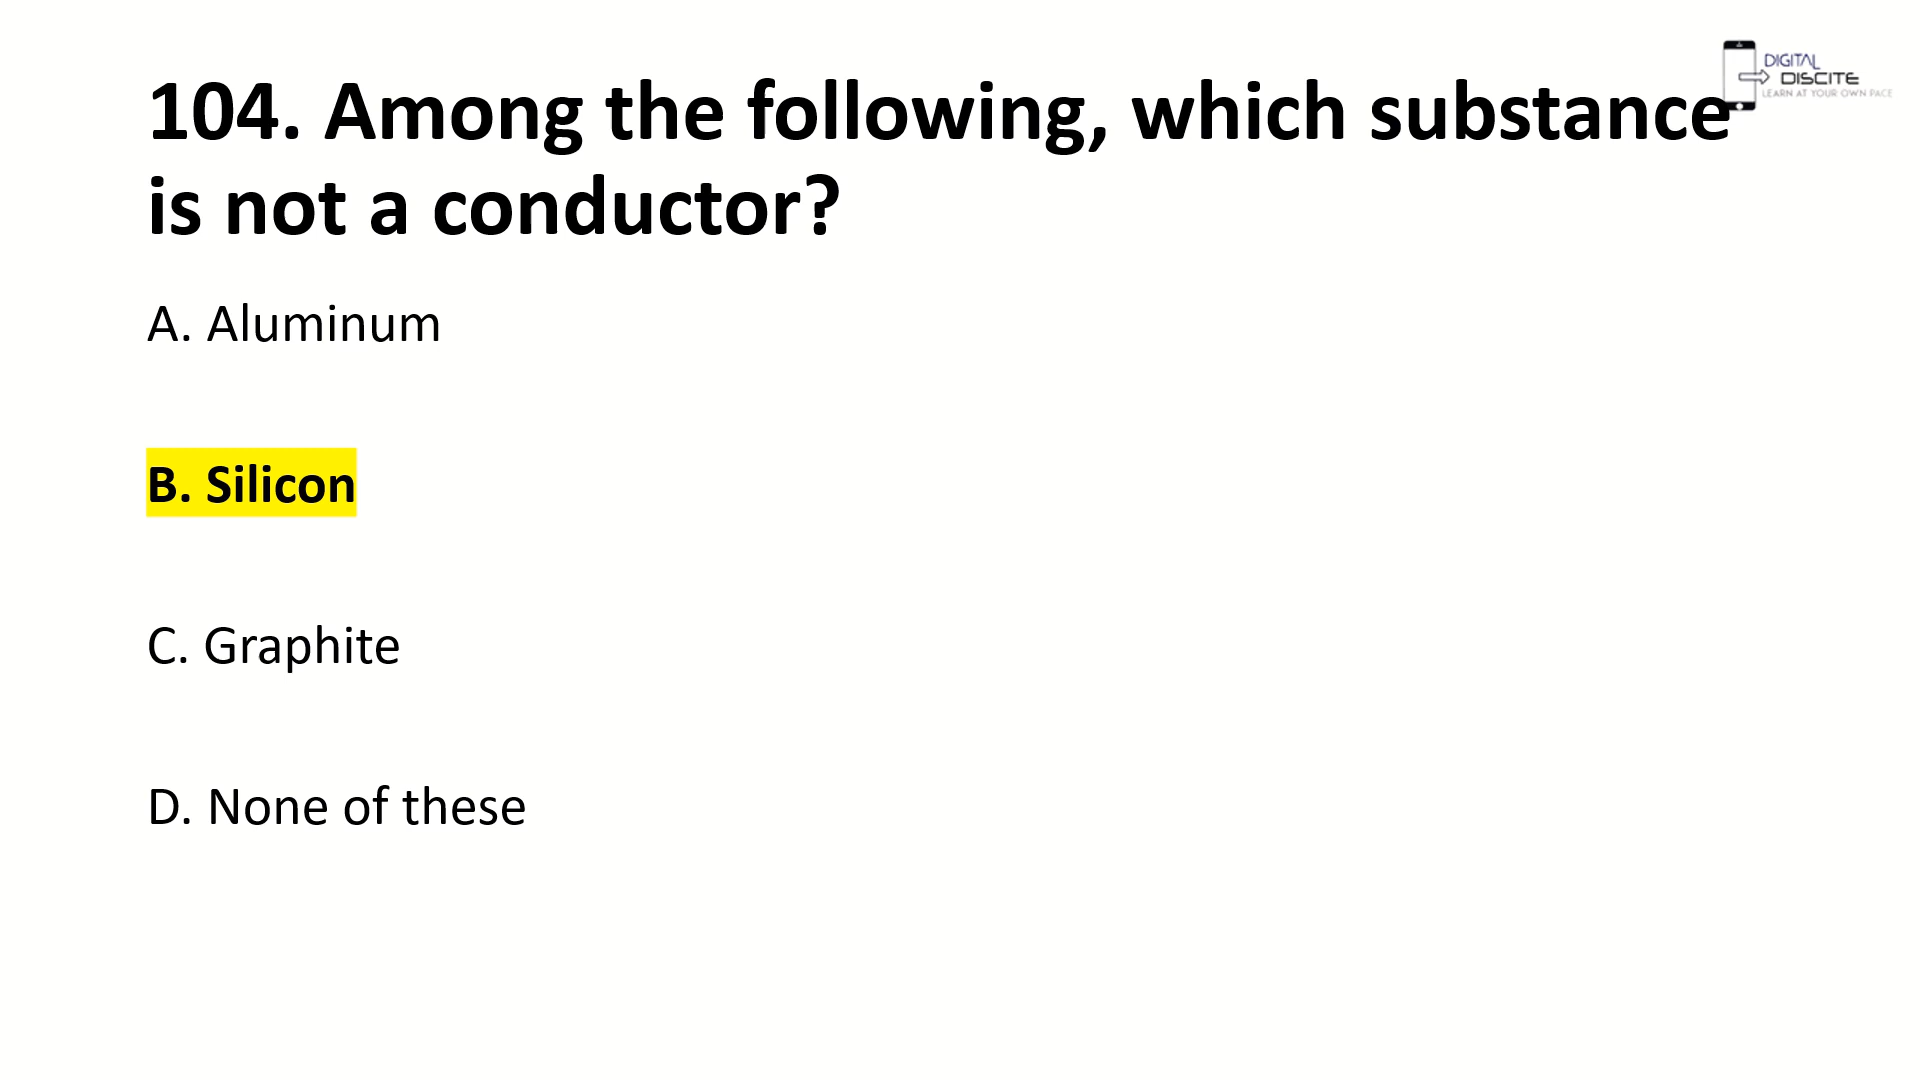 104. Among the following, which substance
is not a conductor?
DIGITAL
DISCITE
LEARN AT YOUR OWN PACE
A. Aluminum
B. Silicon
C. Graphite
D. None of these